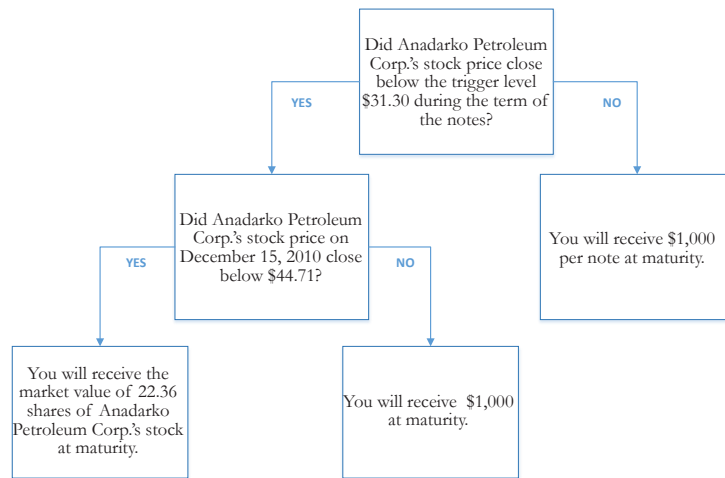 Did Anadarko Petroleum
Corp.'s stock price close
below the trigger level
$31.30 during the term of
the notes?
YES
NO
Did Anadarko Petroleum
Corp.'s stock price on
December 15, 2010 close
below $44.71?
You will receive $1,000
per note at maturity.
YES
NO
You will receive the
market value of 22.36
shares of Anadarko
Petroleum Corp.'s stock
at maturity.
You will receive $1,000
at maturity.